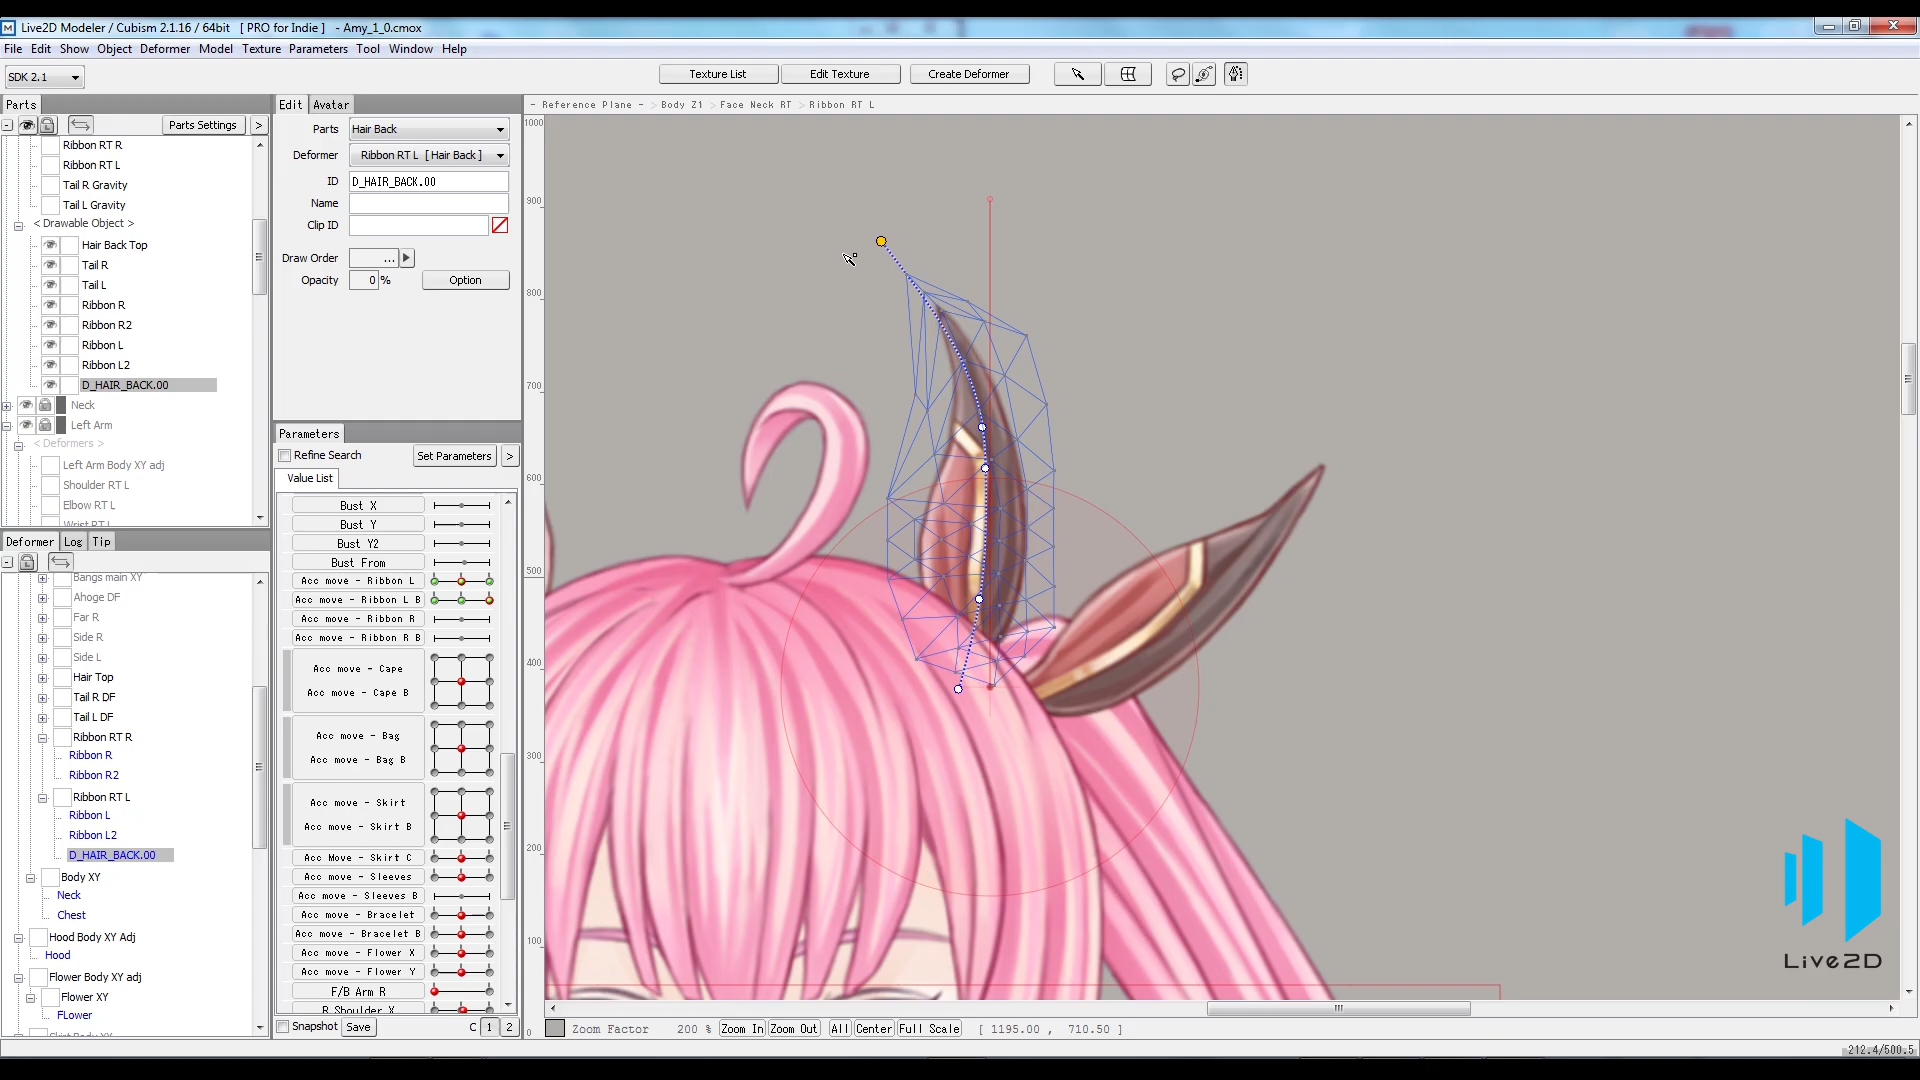 Live2D Modeler / Cubism 2.1.16 / 64bit   [ PRO for Indie ]   - Amy_1_0.cmox
File Edit Show Object Deformer Model Texture Parameters Tool Window Help
SDK 2.1
Texture List
Edit Texture
Create Deformer
Parts
Parts Settings
>
Ribbon RT R
Ribbon RT L
Tail R Gravity
Tail L Gravity
< Drawable Object >
Hair Back Top
Tail R
Tail L
Ribbon R
Ribbon R2
Ribbon L
Ribbon L2
D_HAIR_BACK.00
Neck
Left Arm
< Deformers >
Left Arm Body XY adj
Shoulder RT L
Elbow RT L
Wrist RT L
Deformer Log Tip
Bangs main XY
Ahoge DF
Far R
Side R
Side L
Hair Top
Tail R DF
Tail L DF
Ribbon RT R
Ribbon R
Ribbon R2
Ribbon RT L
Ribbon L
Ribbon L2
D_HAIR_BACK.00
Body XY
Neck
Chest
Hood Body XY Adj
Hood
Flower Body XY adj
Flower XY
FLower
Edit Avatar
Parts Hair Back
Deformer Ribbon RT L [ Hair Back ]
ID D_HAIR_BACK.00
Name
Clip ID
Draw Order ...
Opacity 0 % Option
Parameters
Refine Search Set Parameters >
Value List
Bust X
Bust Y
Bust Y2
Bust From
Acc move - Ribbon L
Acc move - Ribbon L B
Acc move - Ribbon R
Acc move - Ribbon R B
Acc move - Cape
Acc move - Cape B
Acc move - Bag
Acc move - Bag B
Acc move - Skirt
Acc move - Skirt B
Acc Move - Skirt C
Acc move - Sleeves
Acc move - Sleeves B
Acc move - Bracelet
Acc move - Bracelet B
Acc move - Flower X
Acc move - Flower Y
F/B Arm R
R Shoulder X
Snapshot Save C 1 2
- Reference Plane - > Body Z1 > Face Neck RT > Ribbon RT L
1000
900
800
700
600
500
400
300
200
100
0
Zoom Factor 200 % Zoom In Zoom Out All Center Full Scale [ 1195.00 , 710.50 ]
Live2D
212.4/500.5